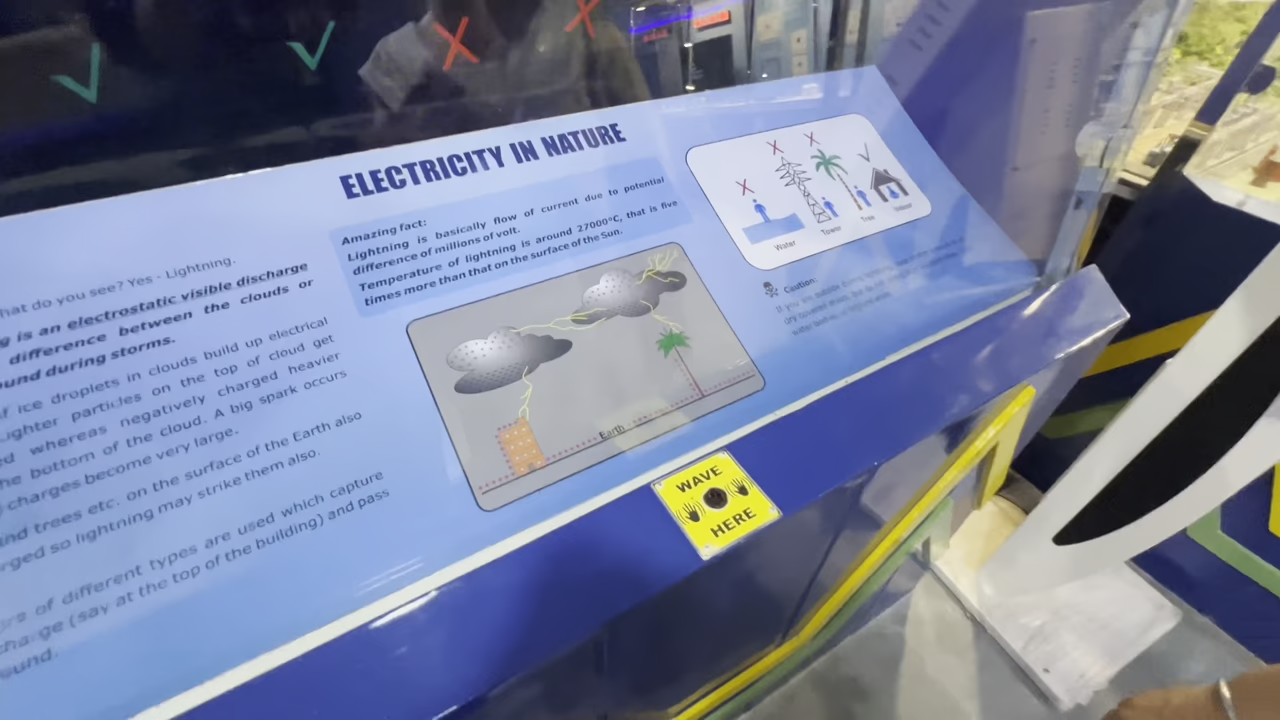 ELECTRICITY IN NATURE
hat do you see? Yes - Lightning.
g is an electrostatic visible discharge
difference between the clouds or
ound during storms.
of ice droplets in clouds build up electrical
ughter particles on the top of cloud get
ed whereas negatively charged heavier
he bottom of the cloud. A big spark occurs
charges become very large.
nd trees etc. on the surface of the Earth also
rged so lightning may strike them also.
of different types are used which capture
charge (say at the top of the building) and pass
ound.
Amazing fact:
Lightning is basically flow of current due to potential
difference of millions of volt.
Temperature of lightning is around 27000°C, that is five
times more than that on the surface of the Sun.
Earth
Water
Tower
Tree
Caution:
If you are outside
WAVE
HERE